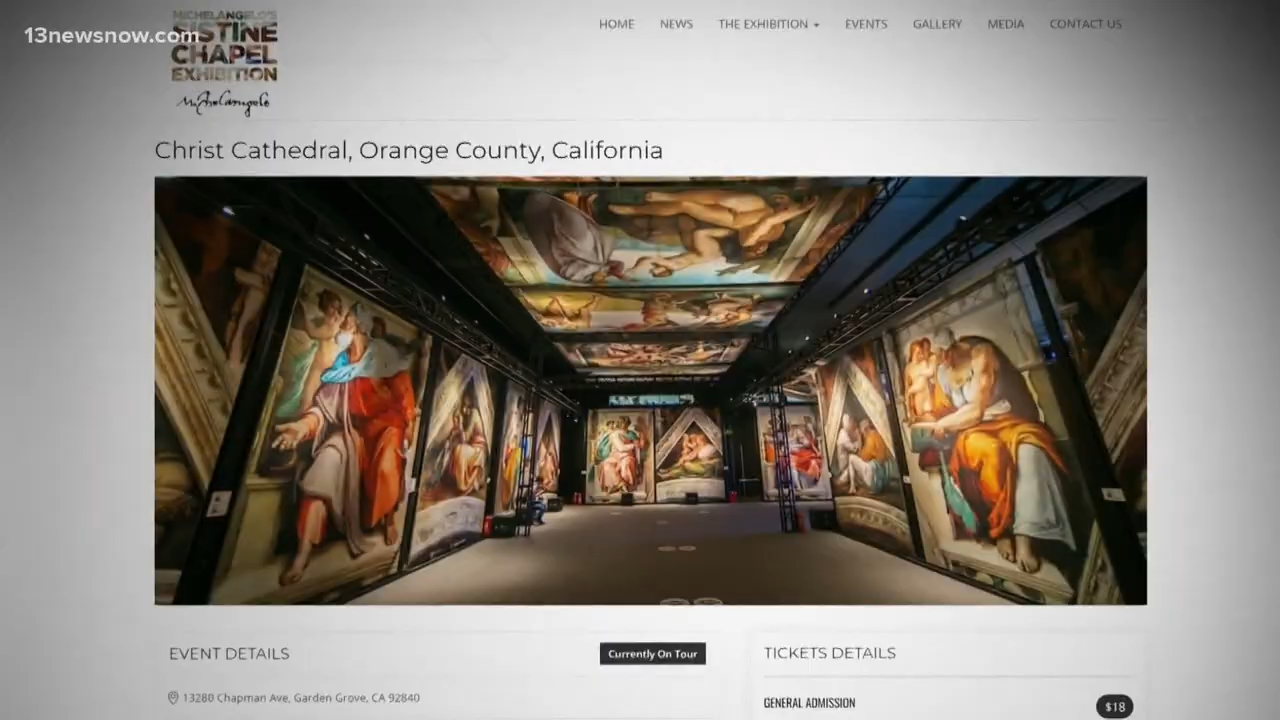 13newsnow.com
MICHELANGELO'S
SISTINE
CHAPEL
EXHIBITION
Michelangelo
HOME NEWS THE EXHIBITION EVENTS GALLERY MEDIA CONTACT US
Christ Cathedral, Orange County, California
EVENT DETAILS
Currently On Tour
13280 Chapman Ave, Garden Grove, CA 92840
TICKETS DETAILS
GENERAL ADMISSION
$18